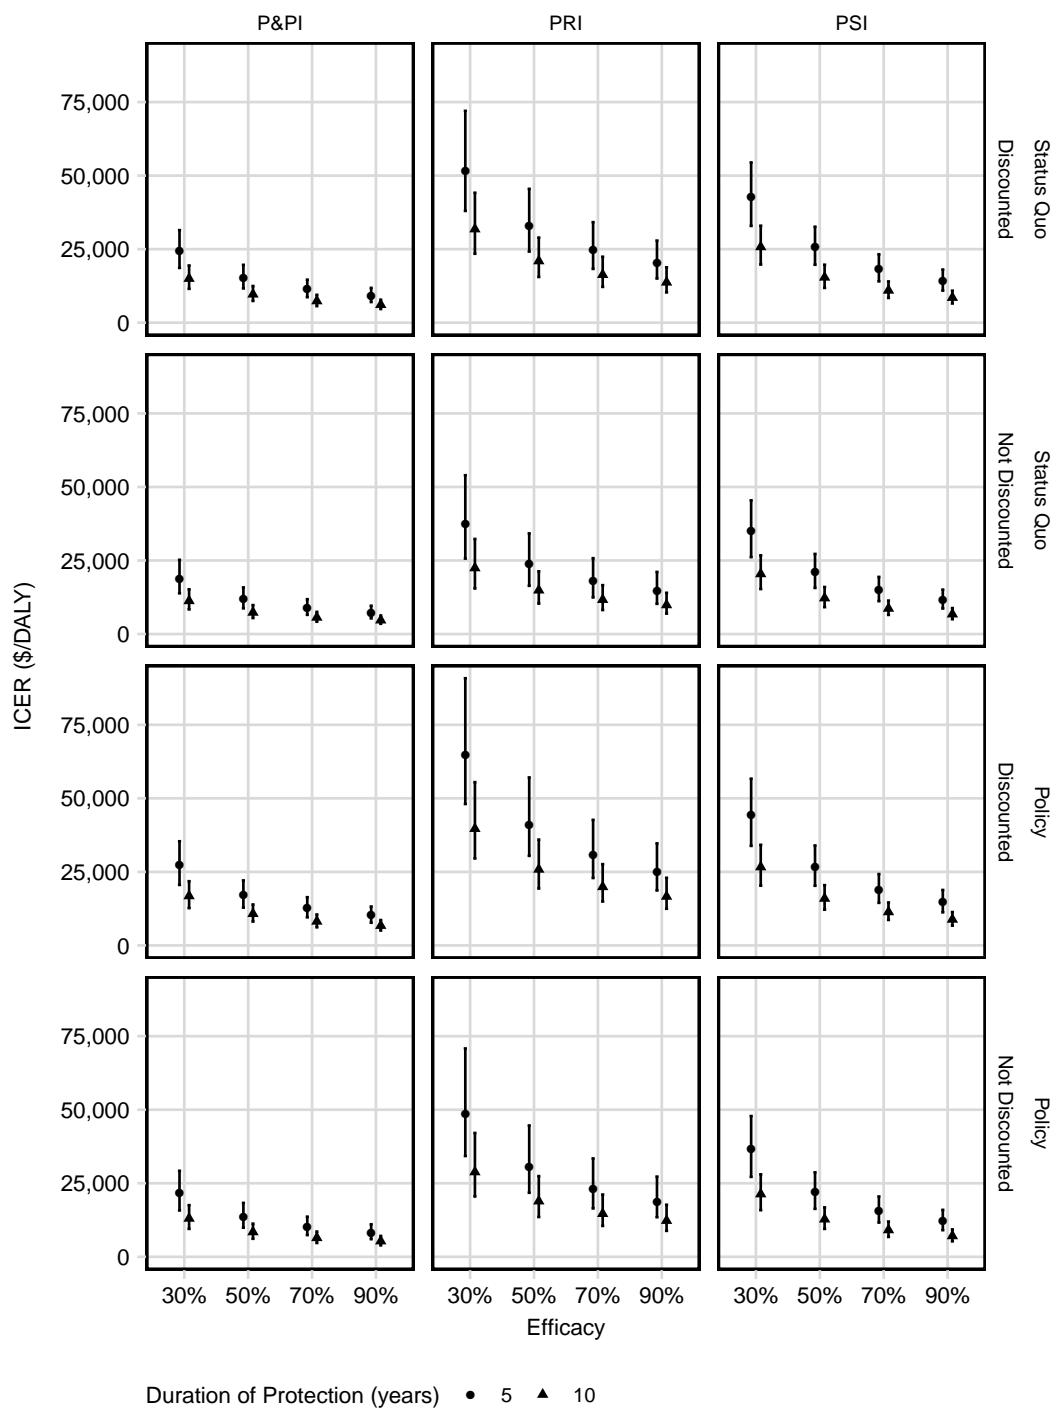 P&PI PRI PSI
75,000
50,000
25,000
0
Status Quo
Discounted
75,000
50,000
25,000
0
Status Quo
Not Discounted
ICER ($/DALY)
75,000
50,000
25,000
0
Policy
Discounted
75,000
50,000
25,000
0
Policy
Not Discounted
30% 50% 70% 90% 30% 50% 70% 90% 30% 50% 70% 90%
Efficacy
Duration of Protection (years) 5 10